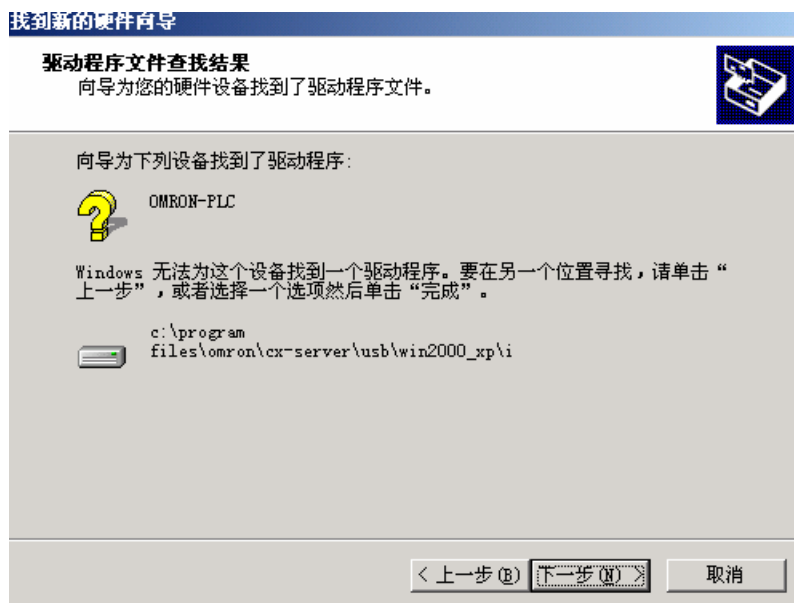 找到新的硬件向导
驱动程序文件查找结果
向导为您的硬件设备找到了驱动程序文件。
向导为下列设备找到了驱动程序:
OMRON-PLC
Windows 无法为这个设备找到一个驱动程序。要在另一个位置寻找，请单击“
上一步”，或者选择一个选项然后单击“完成”。
c:\program
files\omron\cx-server\usb\win2000_xp\i
< 上一步(B) 下一步(N) > 取消